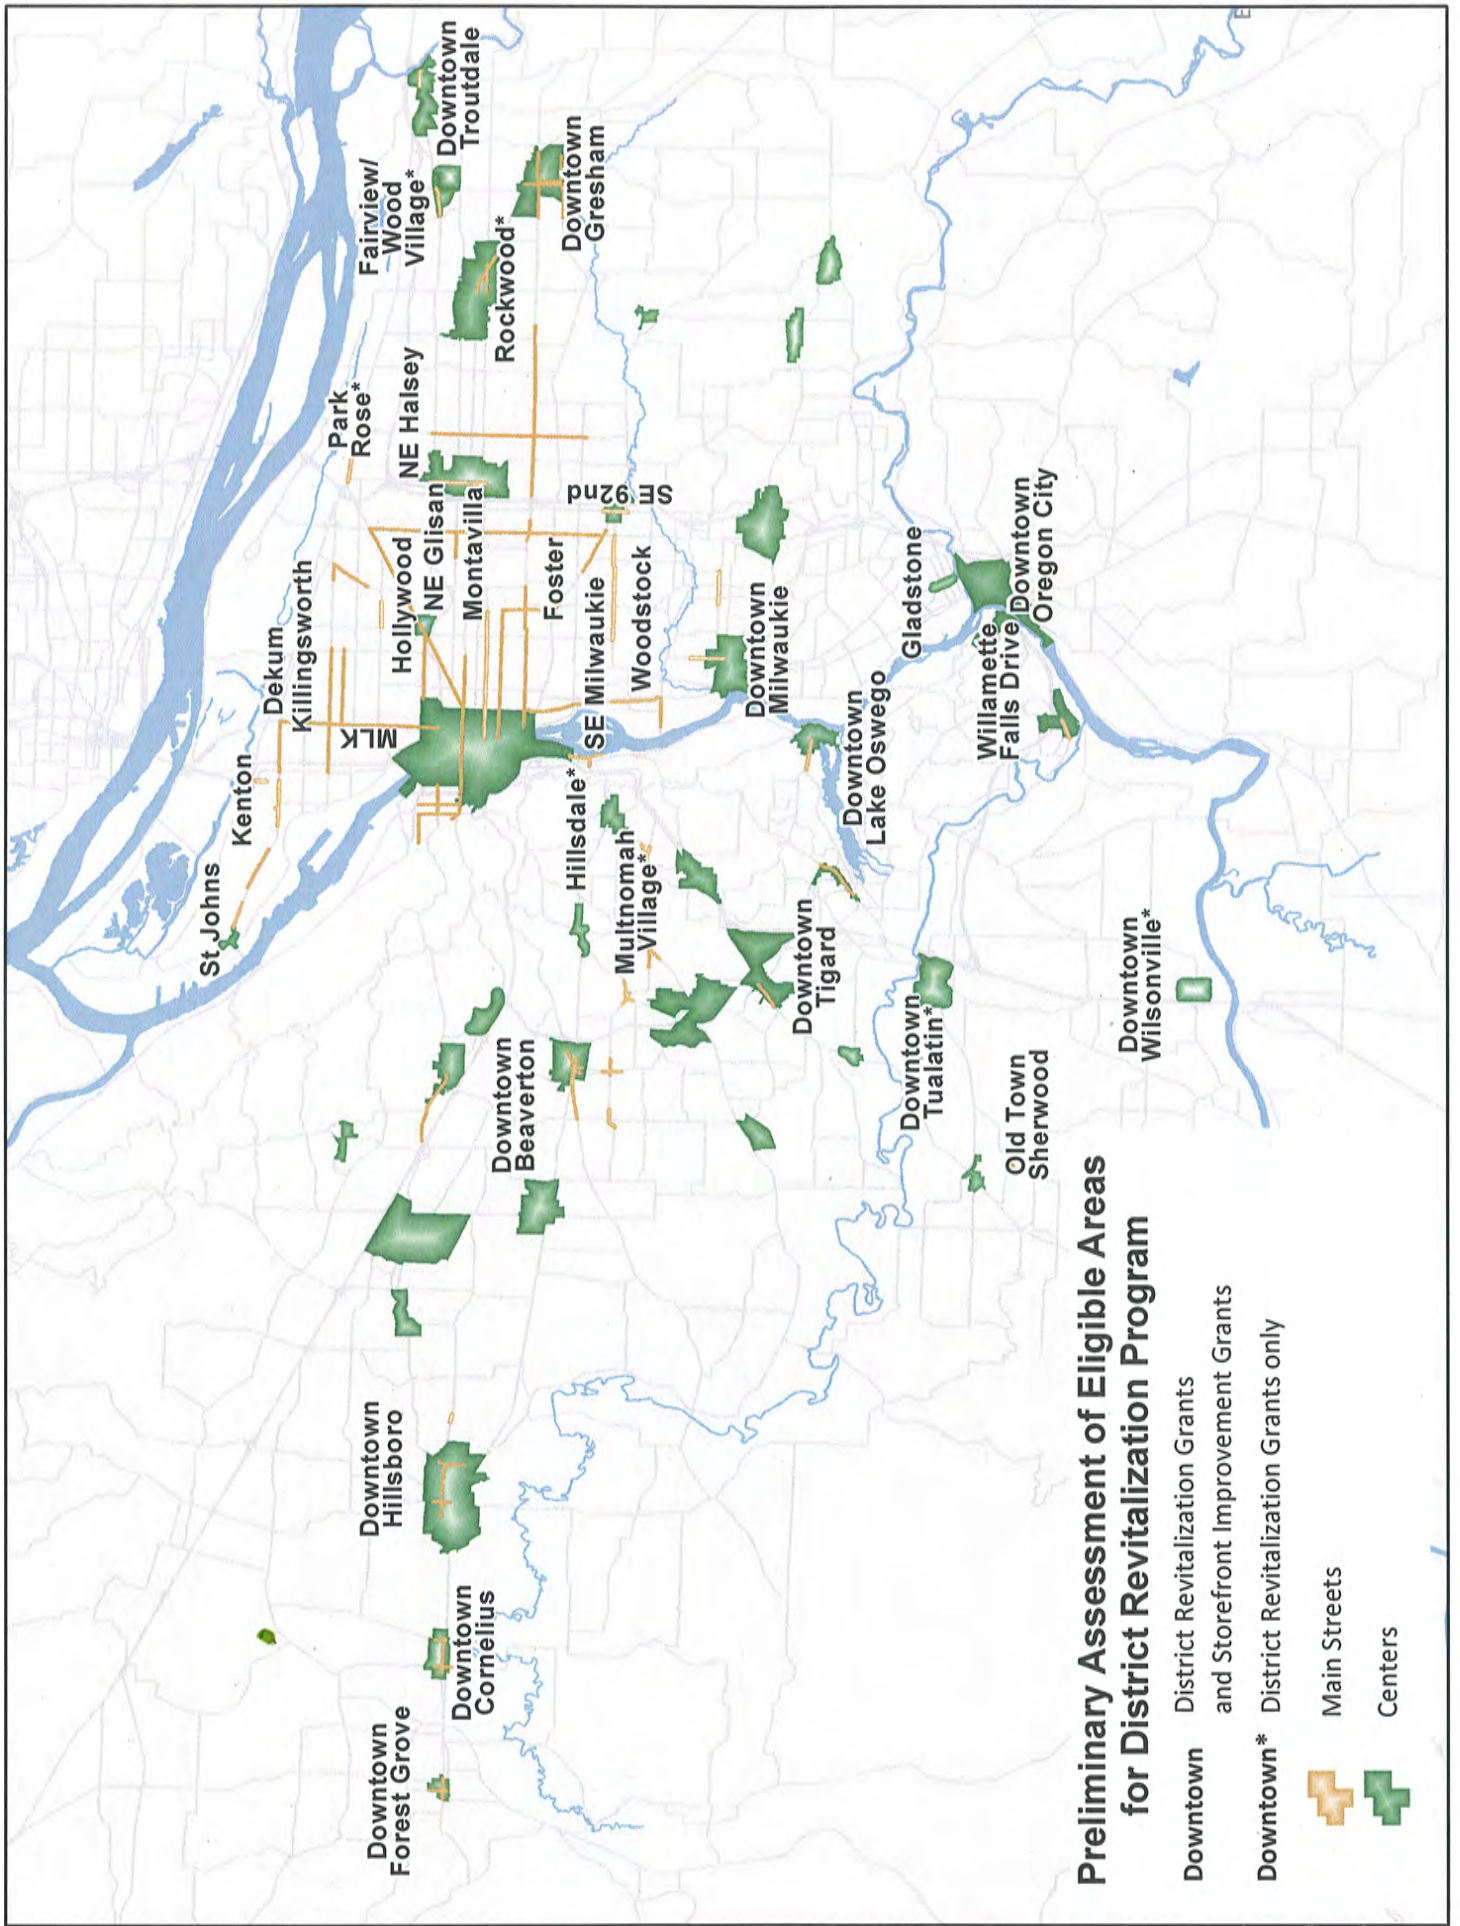 Downtown
Troutdale
Fairview/
Wood
Village*
Downtown
Gresham
Rockwood*
Park
Rose*
NE Halsey
NE Glisan
Montavilla
Hollywood
Killingsworth
Dekum
MLK
Kenton
St Johns
SE 92nd
Foster
Woodstock
SE Milwaukie
Downtown
Milwaukie
Gladstone
Downtown
Oregon City
Willamette
Falls Drive
Downtown
Lake Oswego
Hillsdale*
Multnomah
Village*
Downtown
Tigard
Downtown
Tualatin*
Downtown
Wilsonville*
Old Town
Sherwood
Downtown
Beaverton
Downtown
Hillsboro
Downtown
Cornelius
Downtown
Forest Grove
Preliminary Assessment of Eligible Areas
for District Revitalization Program
Downtown District Revitalization Grants
and Storefront Improvement Grants
Downtown* District Revitalization Grants only
Main Streets
Centers